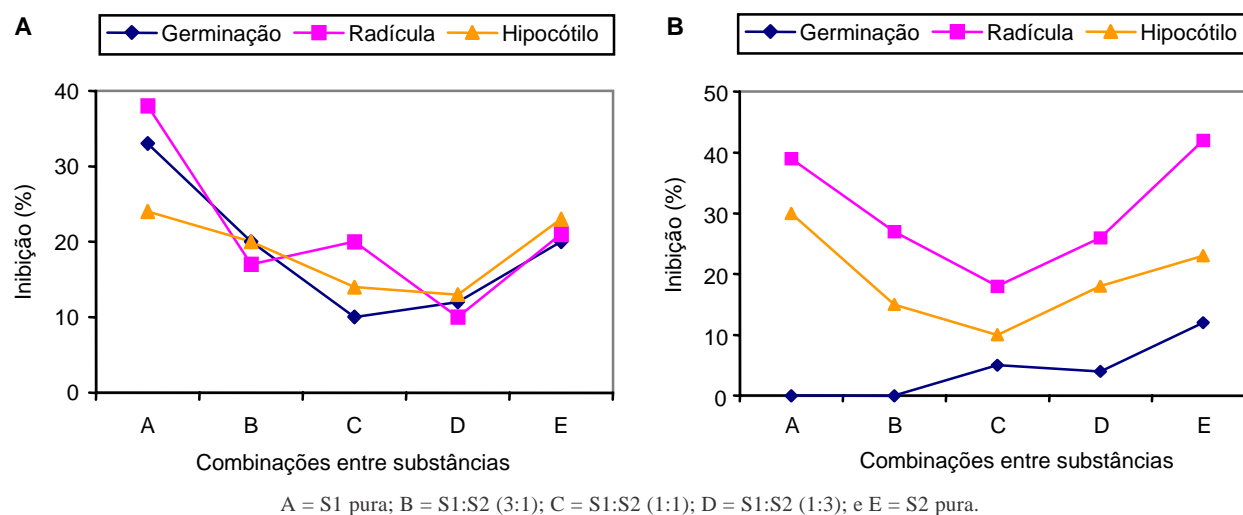 A
Germinação Radícula Hipocótilo
40
30
20
10
0
Inibição (%)
A B C D E
Combinações entre substâncias
B
Germinação Radícula Hipocótilo
50
40
30
20
10
0
Inibição (%)
A B C D E
Combinações entre substâncias
A = S1 pura; B = S1:S2 (3:1); C = S1:S2 (1:1); D = S1:S2 (1:3); e E = S2 pura.